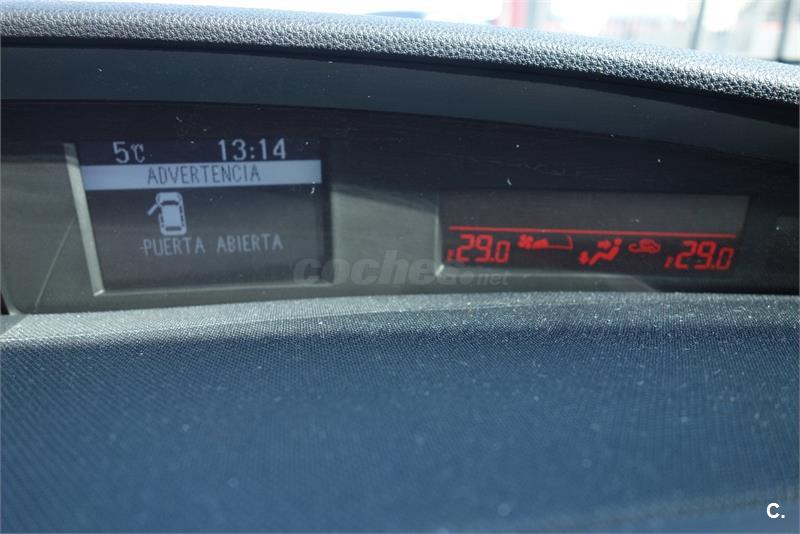 5℃ 13:14
ADVERTENCIA
-PUERTA ABIERTA
29.0 29.0
coches.net
C.